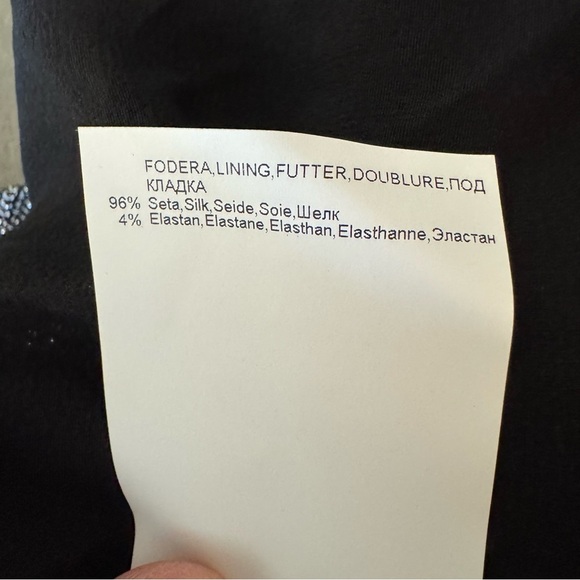 FODERA,LINING,FUTTER,DOUBLURE,ПОД
КЛАДКА
96% Seta,Silk,Seide,Soie,Шелк
4% Elastan,Elastane,Elasthan,Elasthanne,Эластан